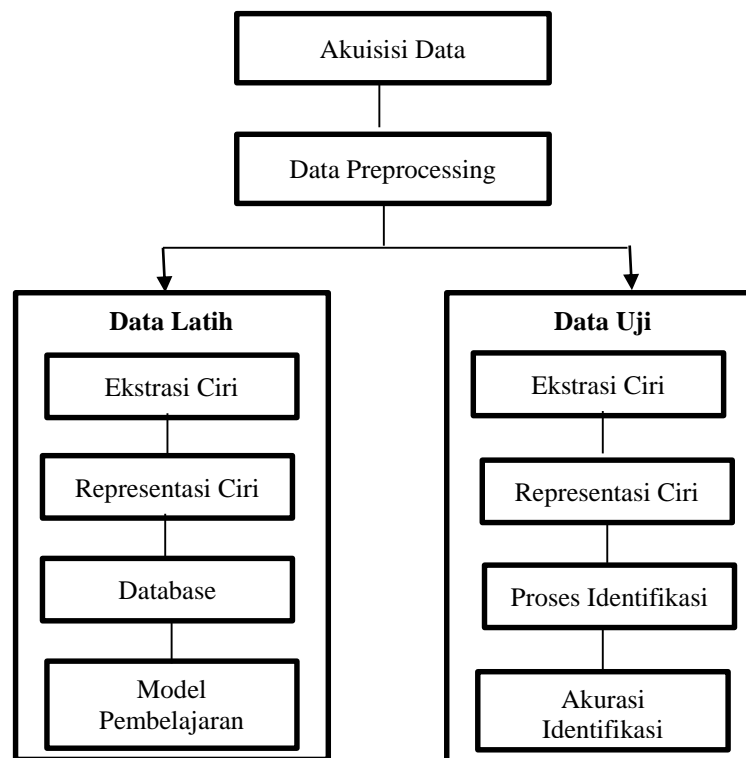 Akuisisi Data
Data Preprocessing
Data Latih
Ekstrasi Ciri
Representasi Ciri
Database
Model
Pembelajaran
Data Uji
Ekstrasi Ciri
Representasi Ciri
Proses Identifikasi
Akurasi
Identifikasi